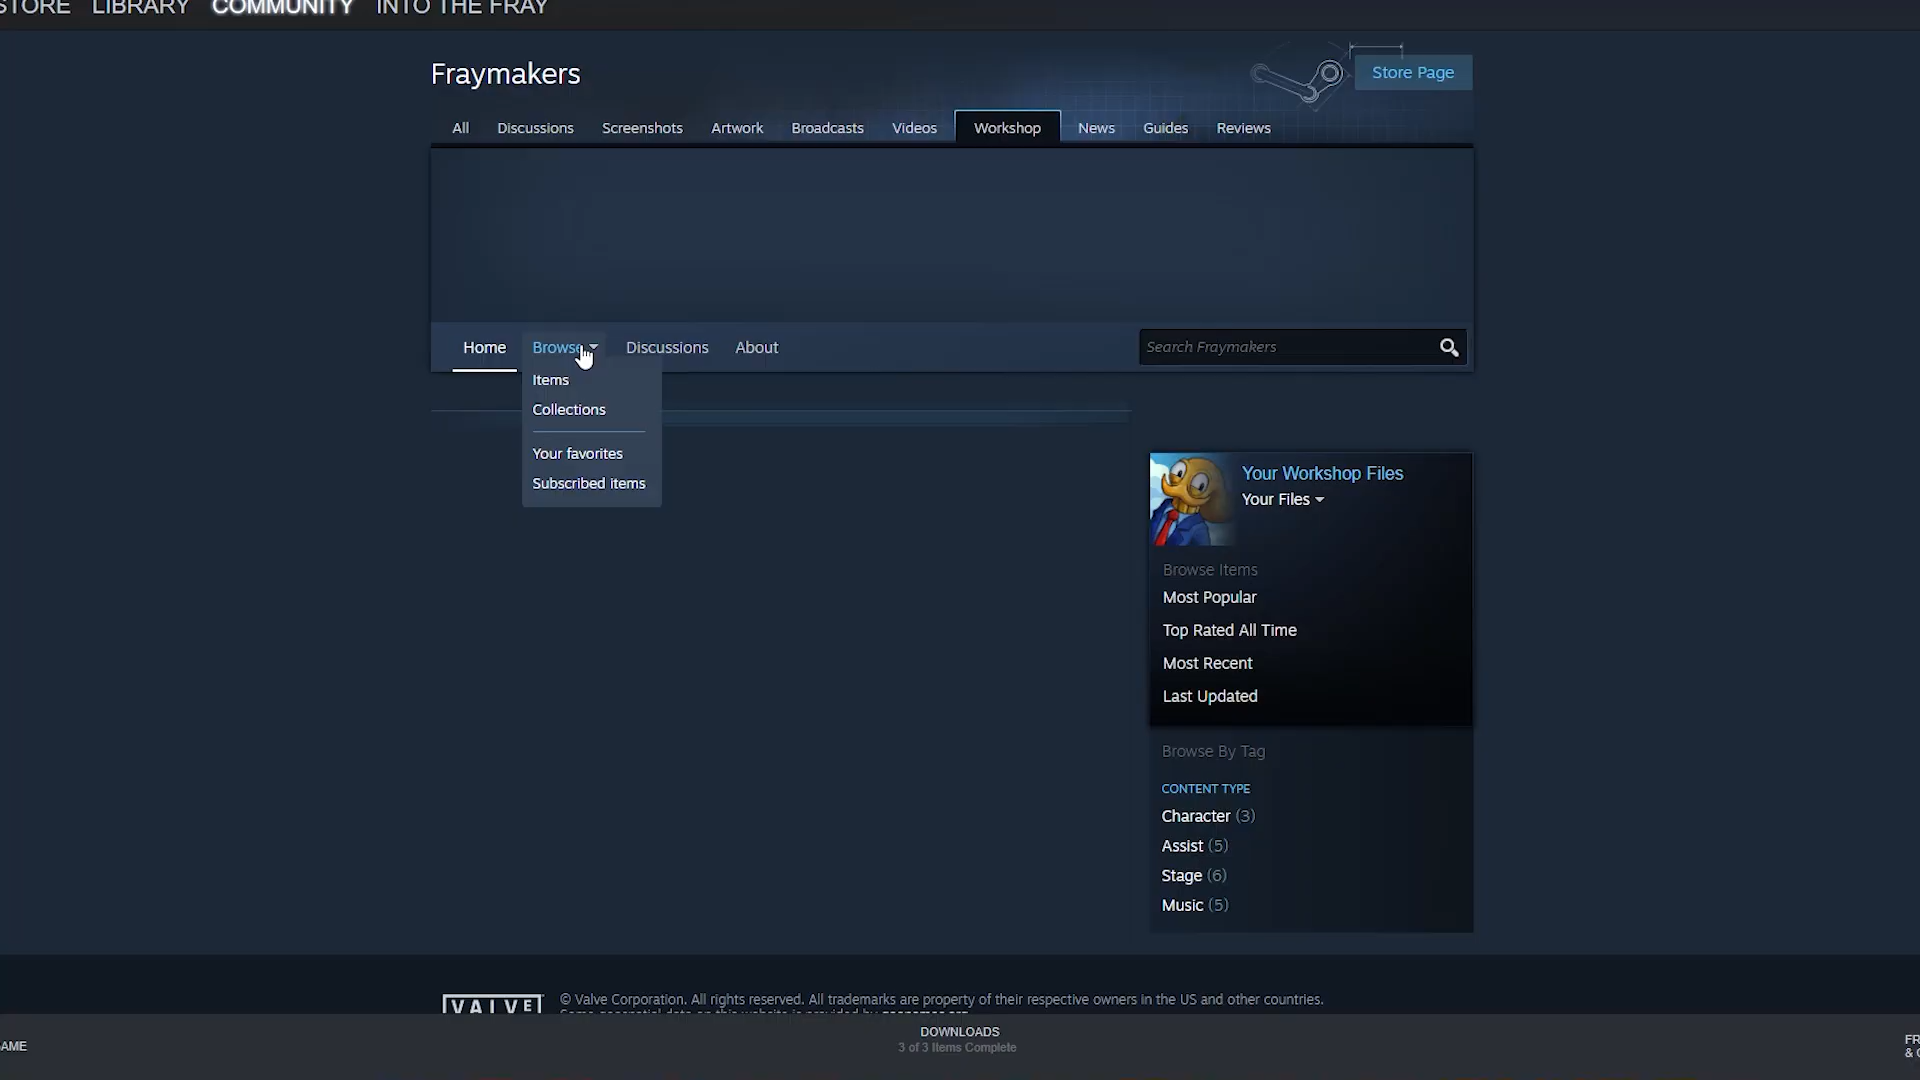 STORE LIBRARY COMMUNITY INTO THE FRAY
Fraymakers
Store Page
All Discussions Screenshots Artwork Broadcasts Videos Workshop News Guides Reviews
Home Browse Discussions About
Search Fraymakers
Items
Collections
Your favorites
Subscribed items
Your Workshop Files
Your Files
Browse Items
Most Popular
Top Rated All Time
Most Recent
Last Updated
Browse By Tag
CONTENT TYPE
Character (3)
Assist (5)
Stage (6)
Music (5)
VALVE
© Valve Corporation. All rights reserved. All trademarks are property of their respective owners in the US and other countries.
DOWNLOADS
3 of 3 Items Complete
AME
FR
&